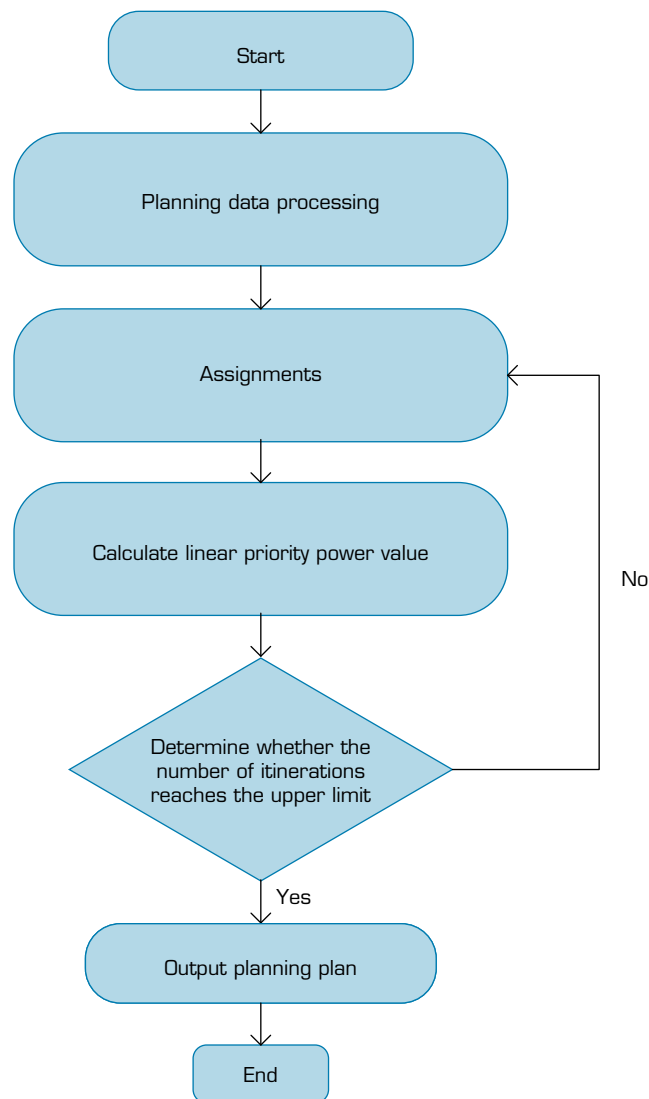 Start
Planning data processing
Assignments
Calculate linear priority power value
No
Determine whether the
number of itinerations
reaches the upper limit
Yes
Output planning plan
End